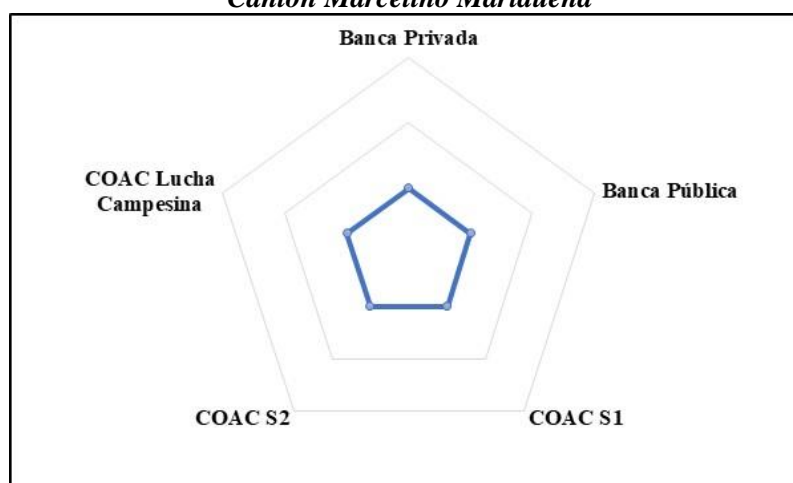 Cantón Marcelino Maridueña
Banca Privada
COAC Lucha
Campesina
Banca Pública
COAC S2
COAC S1